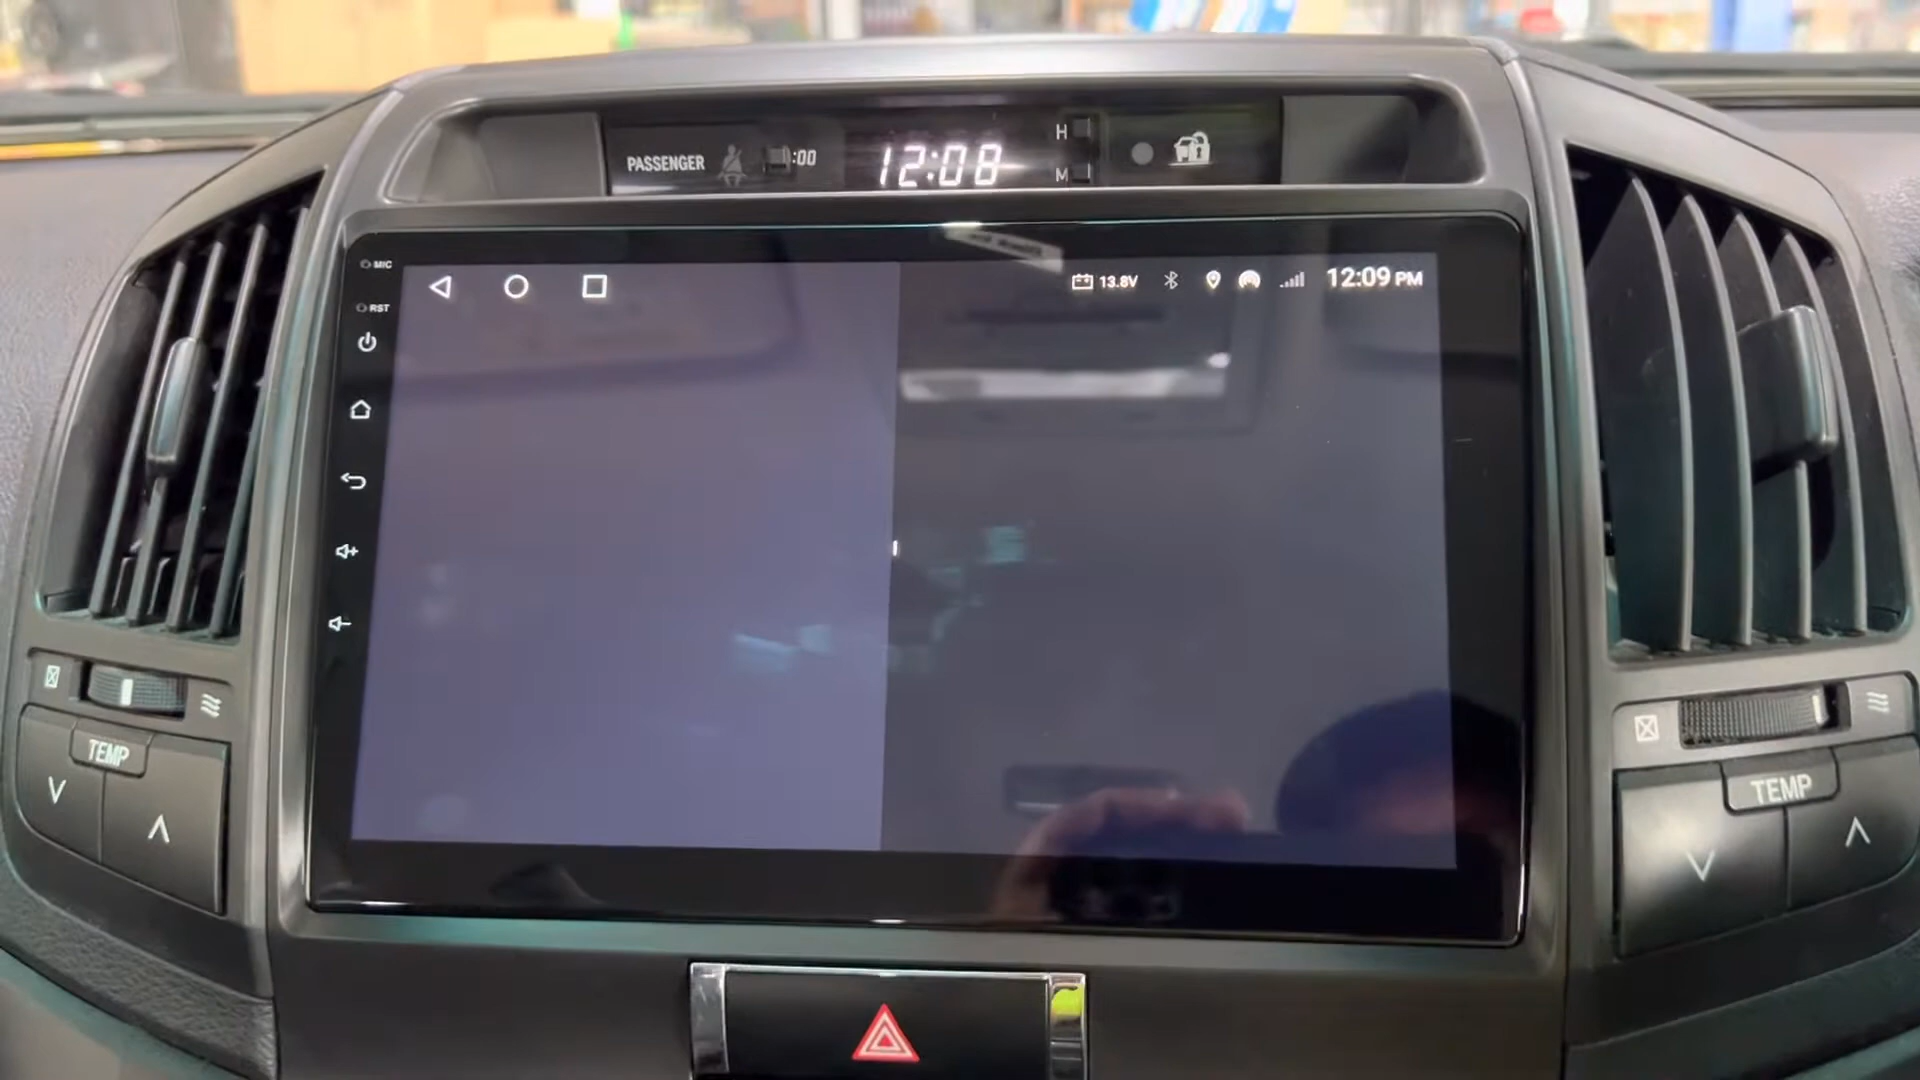 PASSENGER :00 12:08 H
M
MIC
RST
13.8V 12:09 PM
TEMP
TEMP